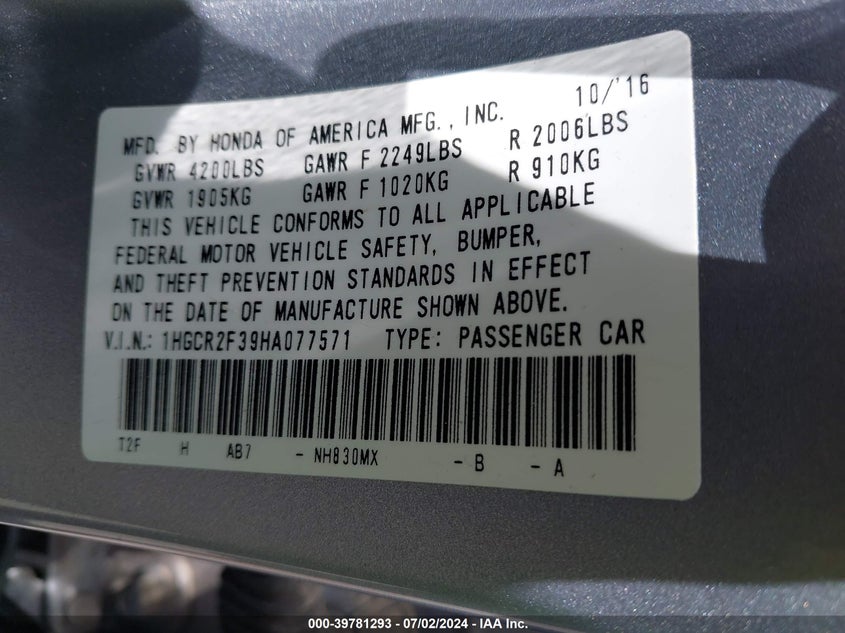 MFD. BY HONDA OF AMERICA MFG., INC. 10/'16
GVWR 4200LBS GAWR F 2249LBS R 2006LBS
GVWR 1905KG GAWR F 1020KG R 910KG
THIS VEHICLE CONFORMS TO ALL APPLICABLE
FEDERAL MOTOR VEHICLE SAFETY, BUMPER,
AND THEFT PREVENTION STANDARDS IN EFFECT
ON THE DATE OF MANUFACTURE SHOWN ABOVE.
V.I.N.: 1HGCR2F39HA077571 TYPE: PASSENGER CAR
T2F H AB7 - NH830MX - B - A
000-39781293 - 07/02/2024 - IAA Inc.